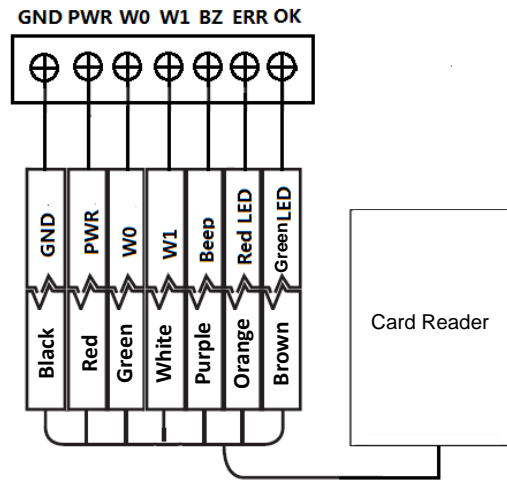 GND PWR W0 W1 BZ ERR OK
GND
PWR
W0
W1
Beep
Red LED
GreenLED
Black
Red
Green
White
Purple
Orange
Brown
Card Reader